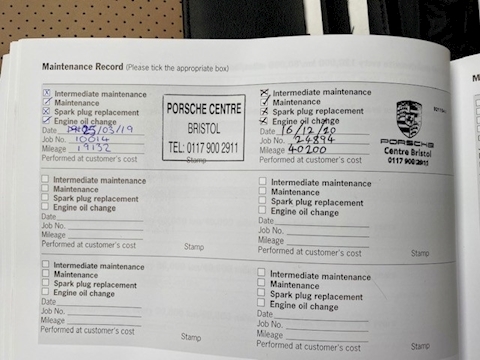 Maintenance Record (Please tick the appropriate box)
Intermediate maintenance
Maintenance
Spark plug replacement
Engine oil change
Date 25/03/19
Job No. 10014
Mileage 19132
Performed at customer's cost
PORSCHE CENTRE
BRISTOL
TEL: 0117 900 2911
Stamp
Intermediate maintenance
Maintenance
Spark plug replacement
Engine oil change
Date 16/12/20
Job No. 24894
Mileage 40200
Performed at customer's cost
PORSCHE
Centre Bristol
0117 900 2911
Intermediate maintenance
Maintenance
Spark plug replacement
Engine oil change
Date
Job No.
Mileage
Performed at customer's cost
Stamp
Intermediate maintenance
Maintenance
Spark plug replacement
Engine oil change
Date
Job No.
Mileage
Performed at customer's cost
Stamp
Intermediate maintenance
Maintenance
Spark plug replacement
Engine oil change
Date
Job No.
Mileage
Performed at customer's cost
Stamp
Intermediate maintenance
Maintenance
Spark plug replacement
Engine oil change
Date
Job No.
Mileage
Performed at customer's cost
Stamp